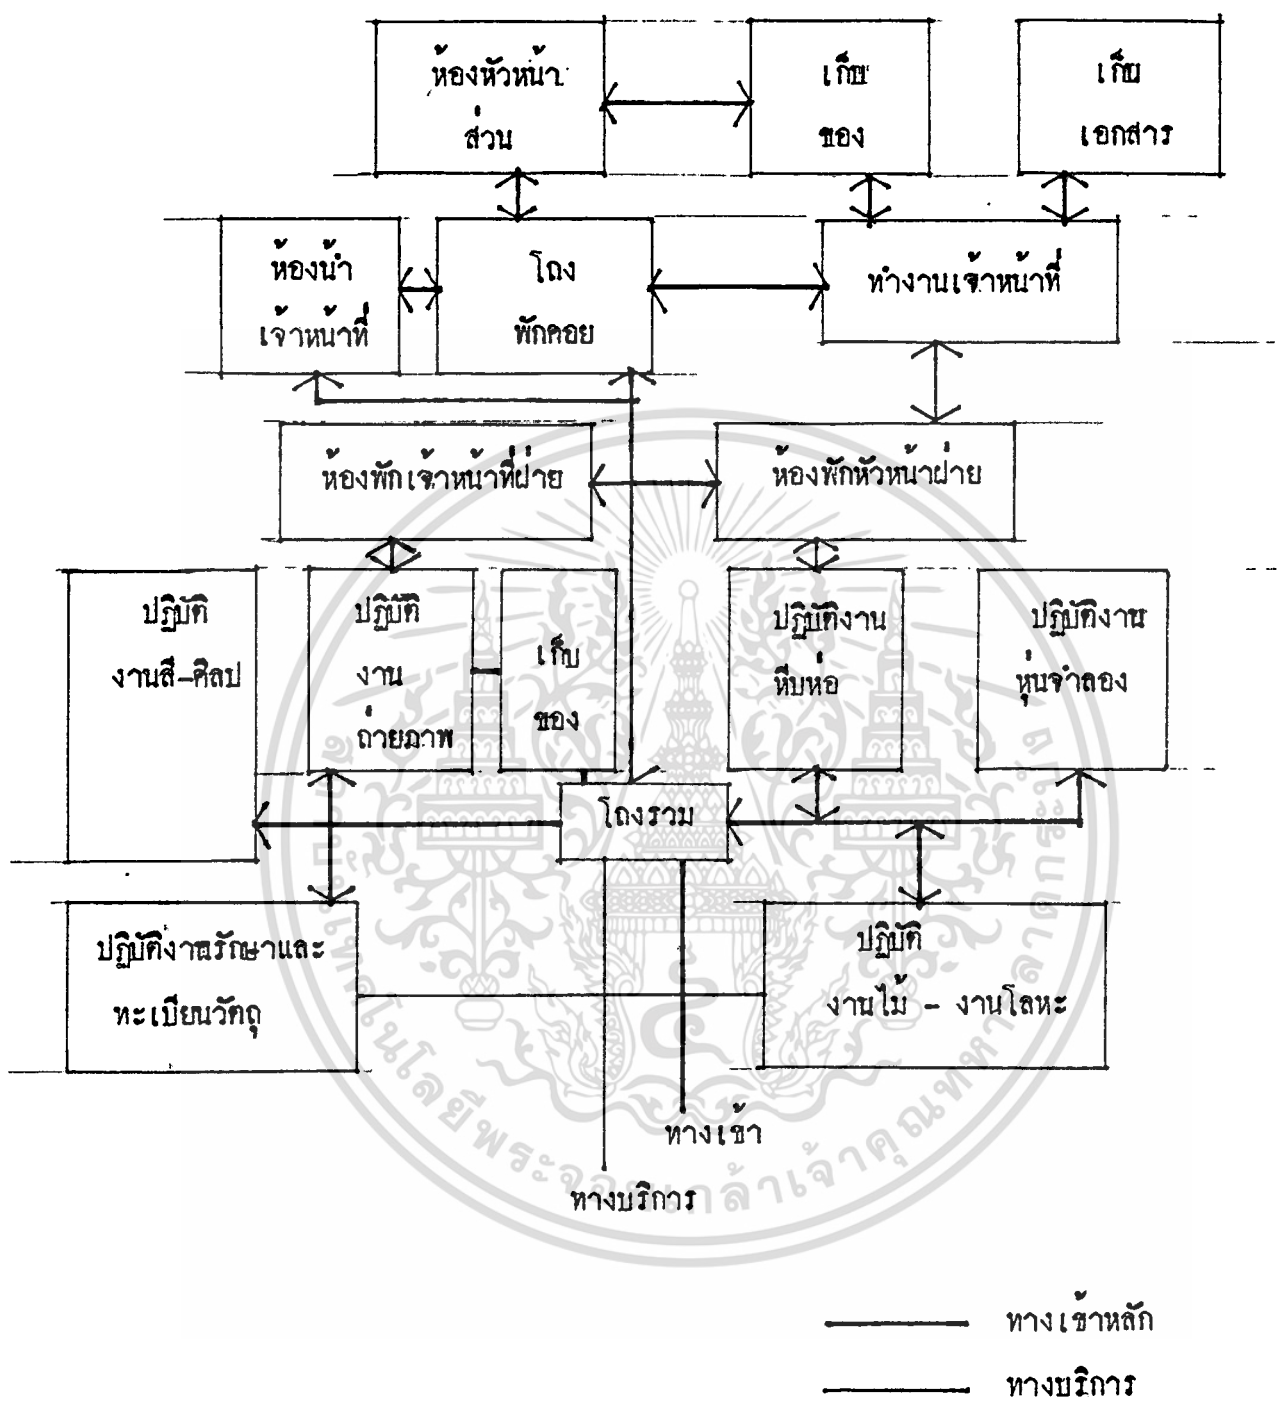 ห้องหัวหน้า
ส่วน
เก็บ
ของ
เก็บ
เอกสาร
ห้องน้ำ
เจ้าหน้าที่
โถง
พักคอย
ทำงานเจ้าหน้าที่
ห้องพักเจ้าหน้าที่ฝ่าย
ห้องพักหัวหน้าฝ่าย
ปฏิบัติ
งานสี-ศิลป
ปฏิบัติ
งาน
ถ่ายภาพ
เก็บ
ของ
ปฏิบัติงาน
หีบห่อ
ปฏิบัติงาน
หุ่นจำลอง
โถงรวม
ปฏิบัติงานรักษาและ
ทะเบียนวัตถุ
ปฏิบัติ
งานไม้ - งานโลหะ
ทางเข้า
ทางบริการ
ทางเข้าหลัก
ทางบริการ